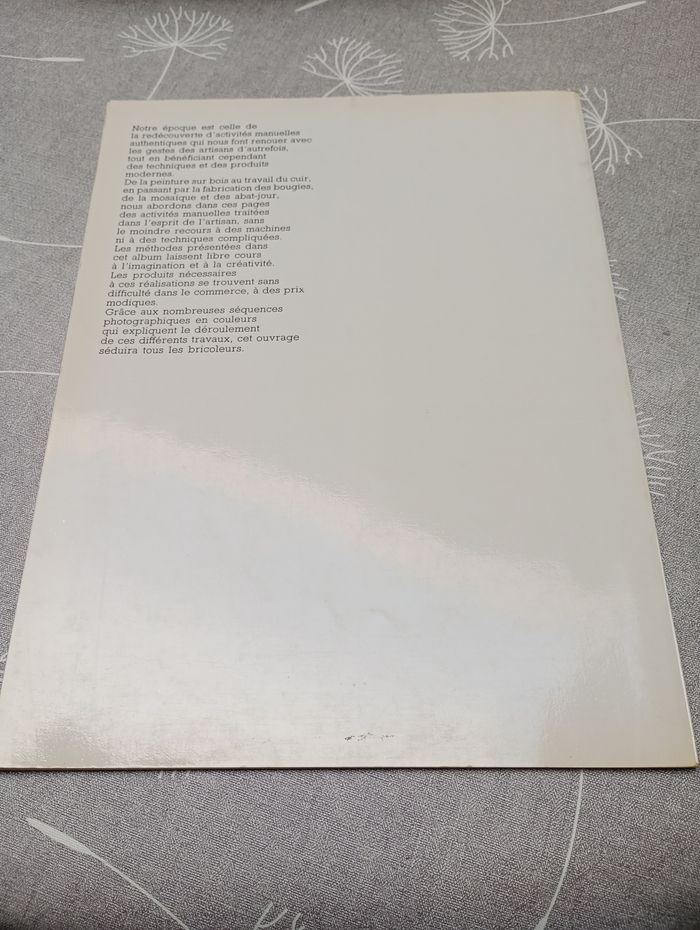 Notre époque est celle de
la redécouverte d'activités manuelles
authentiques qui nous font renouer avec
les gestes des artisans d'autrefois,
tout en bénéficiant cependant
des techniques et des produits
modernes.
De la peinture sur bois au travail du cuir,
en passant par la fabrication des bougies,
de la mosaïque et des abat-jour,
nous abordons dans ces pages
des activités manuelles traitées
dans l'esprit de l'artisan, sans
le moindre recours à des machines
ni à des techniques compliquées.
Les méthodes présentées dans
cet album laissent libre cours
à l'imagination et à la créativité.
Les produits nécessaires
à ces réalisations se trouvent sans
difficulté dans le commerce, à des prix
modiques.
Grâce aux nombreuses séquences
photographiques en couleurs
qui expliquent le déroulement
de ces différents travaux, cet ouvrage
séduira tous les bricoleurs.